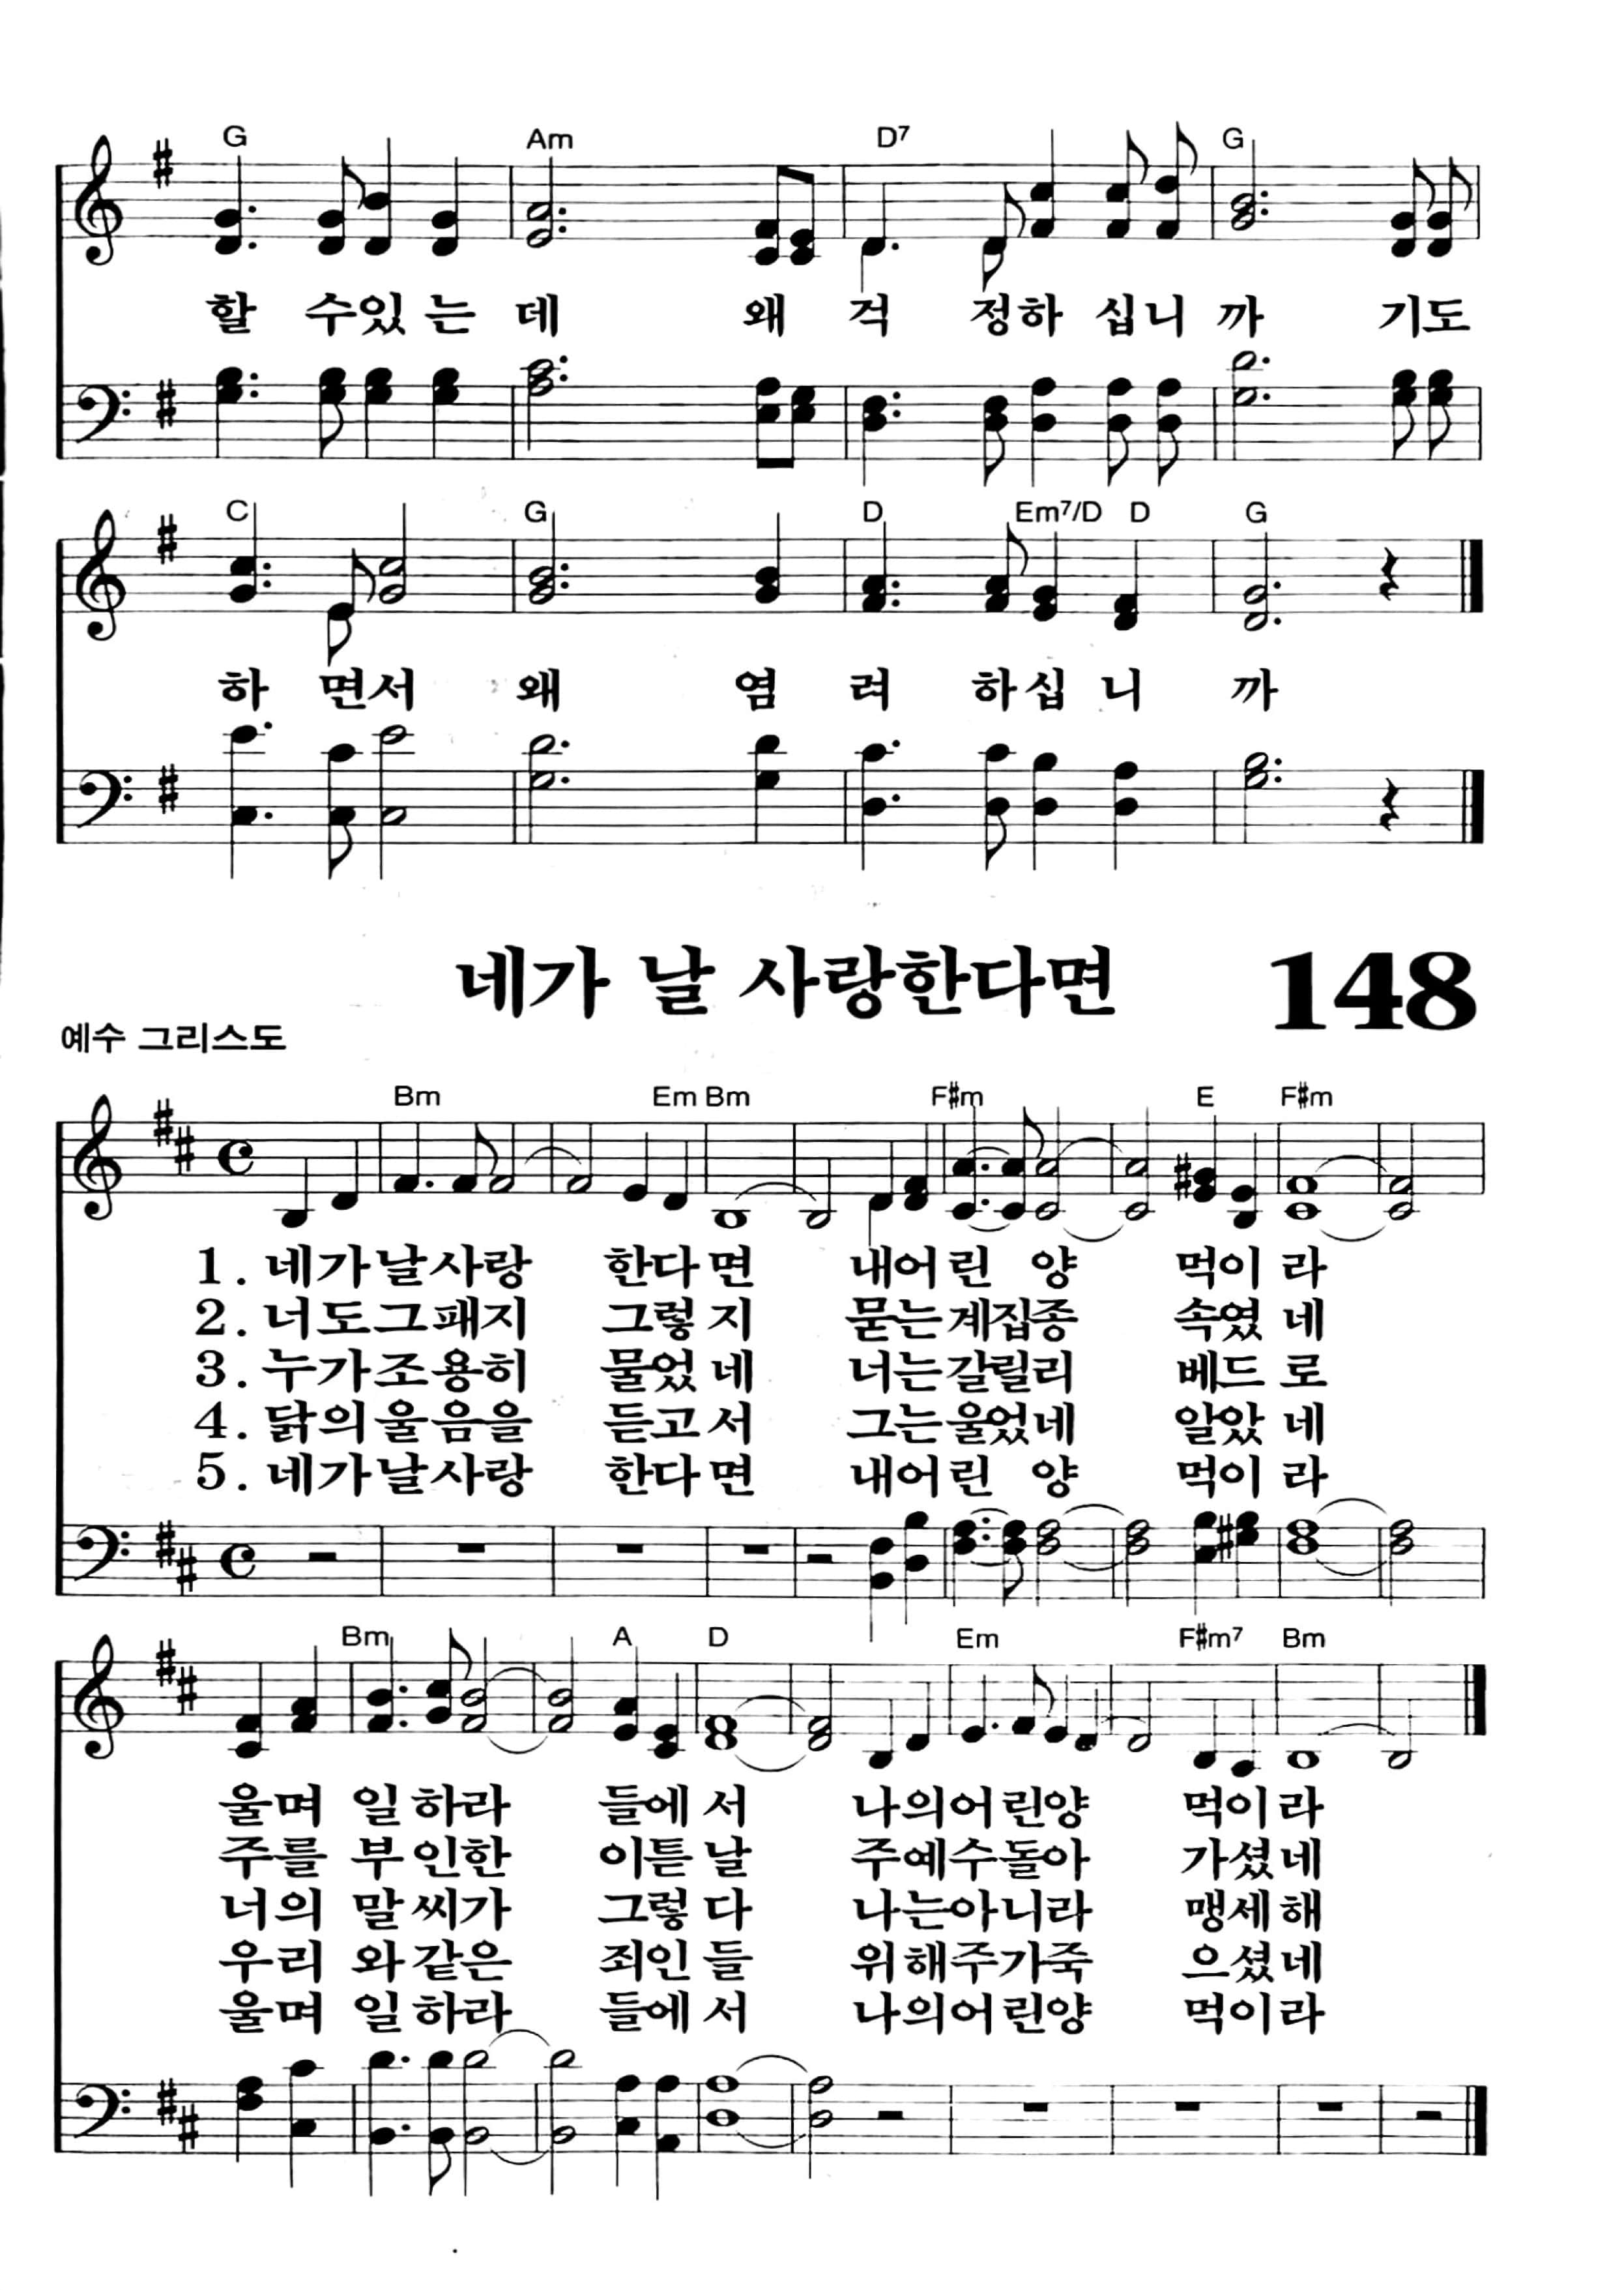 G Am D7 G
할 수있 는 데 왜 걱 정하 십니 까 기도
C G D Em7/D D G
하 면서 왜 염 려 하십 니 까
네가 날 사랑한다면 148
예수 그리스도
Bm Em Bm F#m E F#m
1. 네가날사랑 한다 면 내어린 양 먹이 라
2. 너도그패지 그렇 지 묻는계집종 속였 네
3. 누가조용히 물었 네 너는갈릴리 베드 로
4. 닭의울음을 듣고 서 그는울었네 알았 네
5. 네가날사랑 한다 면 내어린 양 먹이 라
Bm A D Em F#m7 Bm
울며 일하라 들에 서 나의어린양 먹이라
주를 부인한 이튿 날 주예수돌아 가셨네
너의 말씨가 그렇 다 나는아니라 맹세해
우리 와같은 죄인 들 위해주가죽 으셨네
울며 일하라 들에 서 나의어린양 먹이라